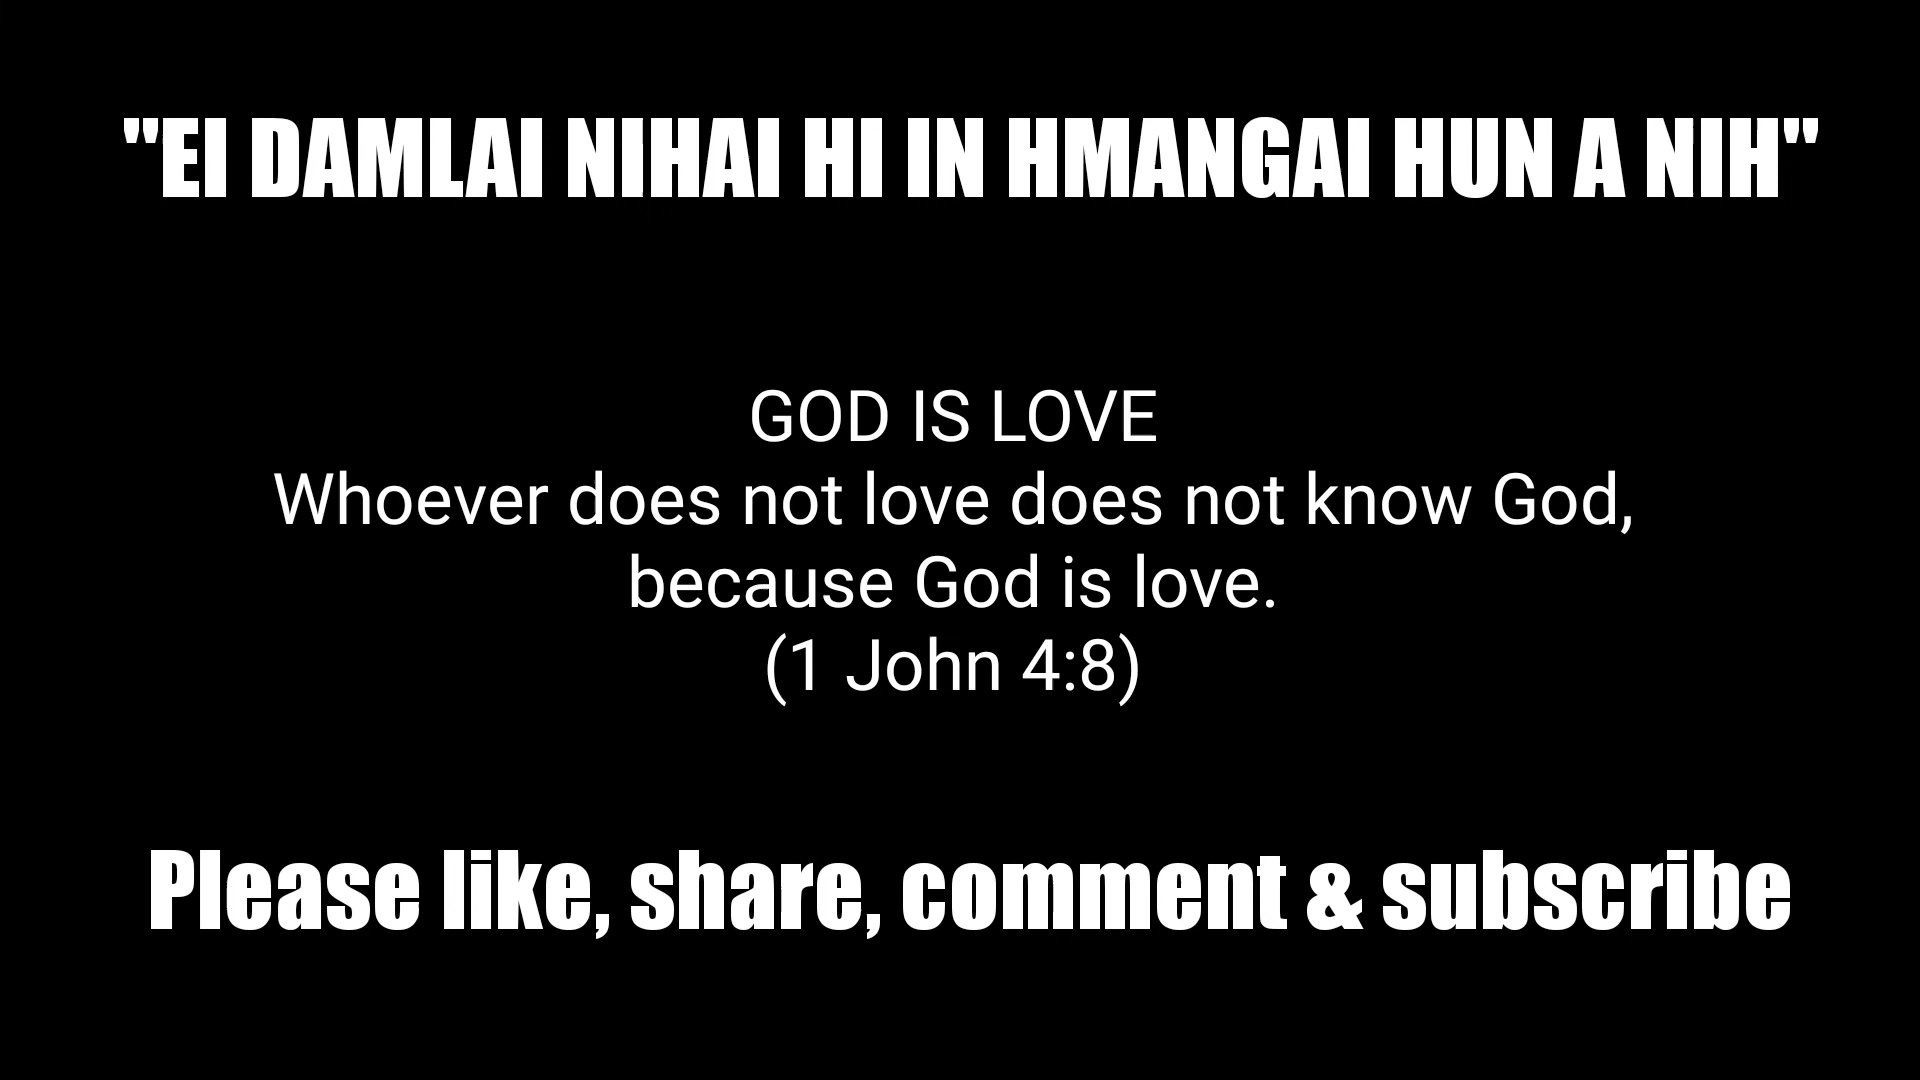 "EI DAMLAI NIHAI HI IN HMANGAI HUN A NIH"
GOD IS LOVE
Whoever does not love does not know God,
because God is love.
(1 John 4:8)
Please like, share, comment & subscribe